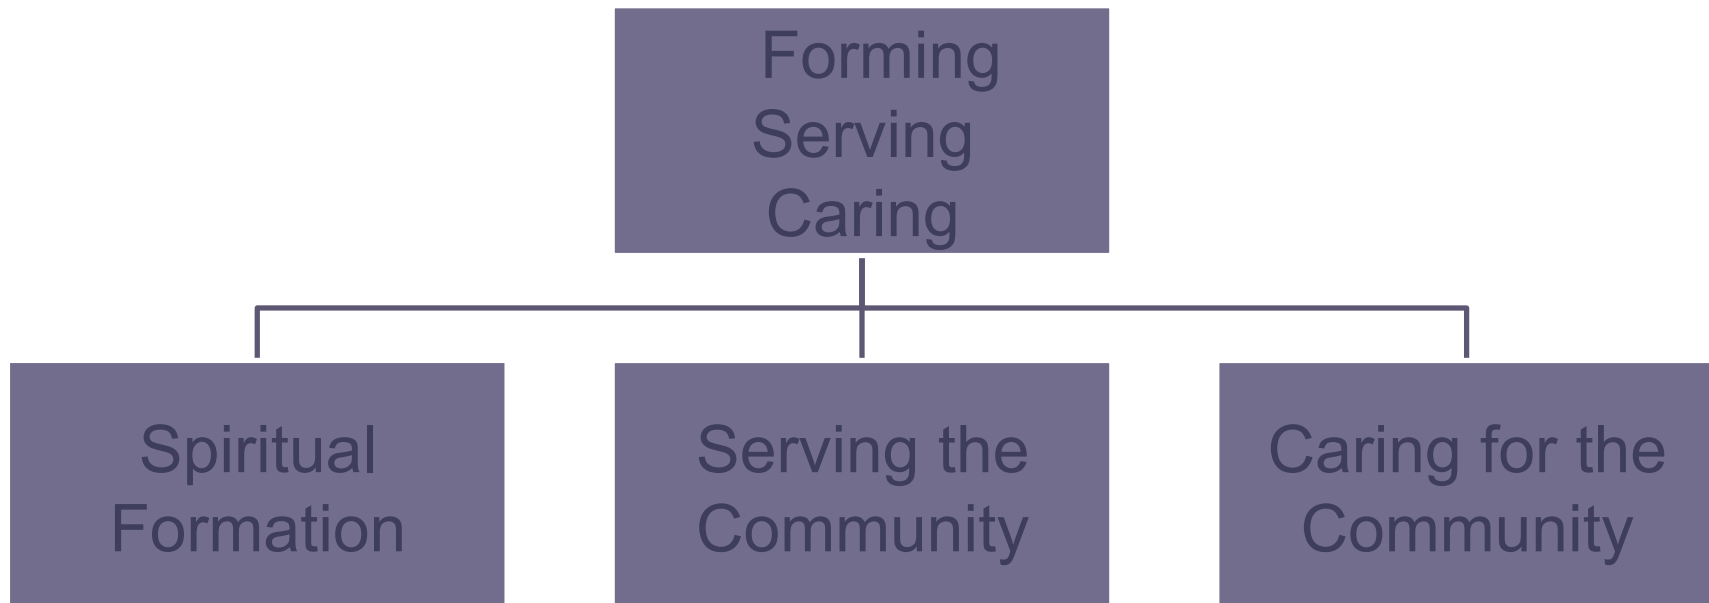 Forming
Serving
Caring
Spiritual
Formation
Serving the
Community
Caring for the
Community